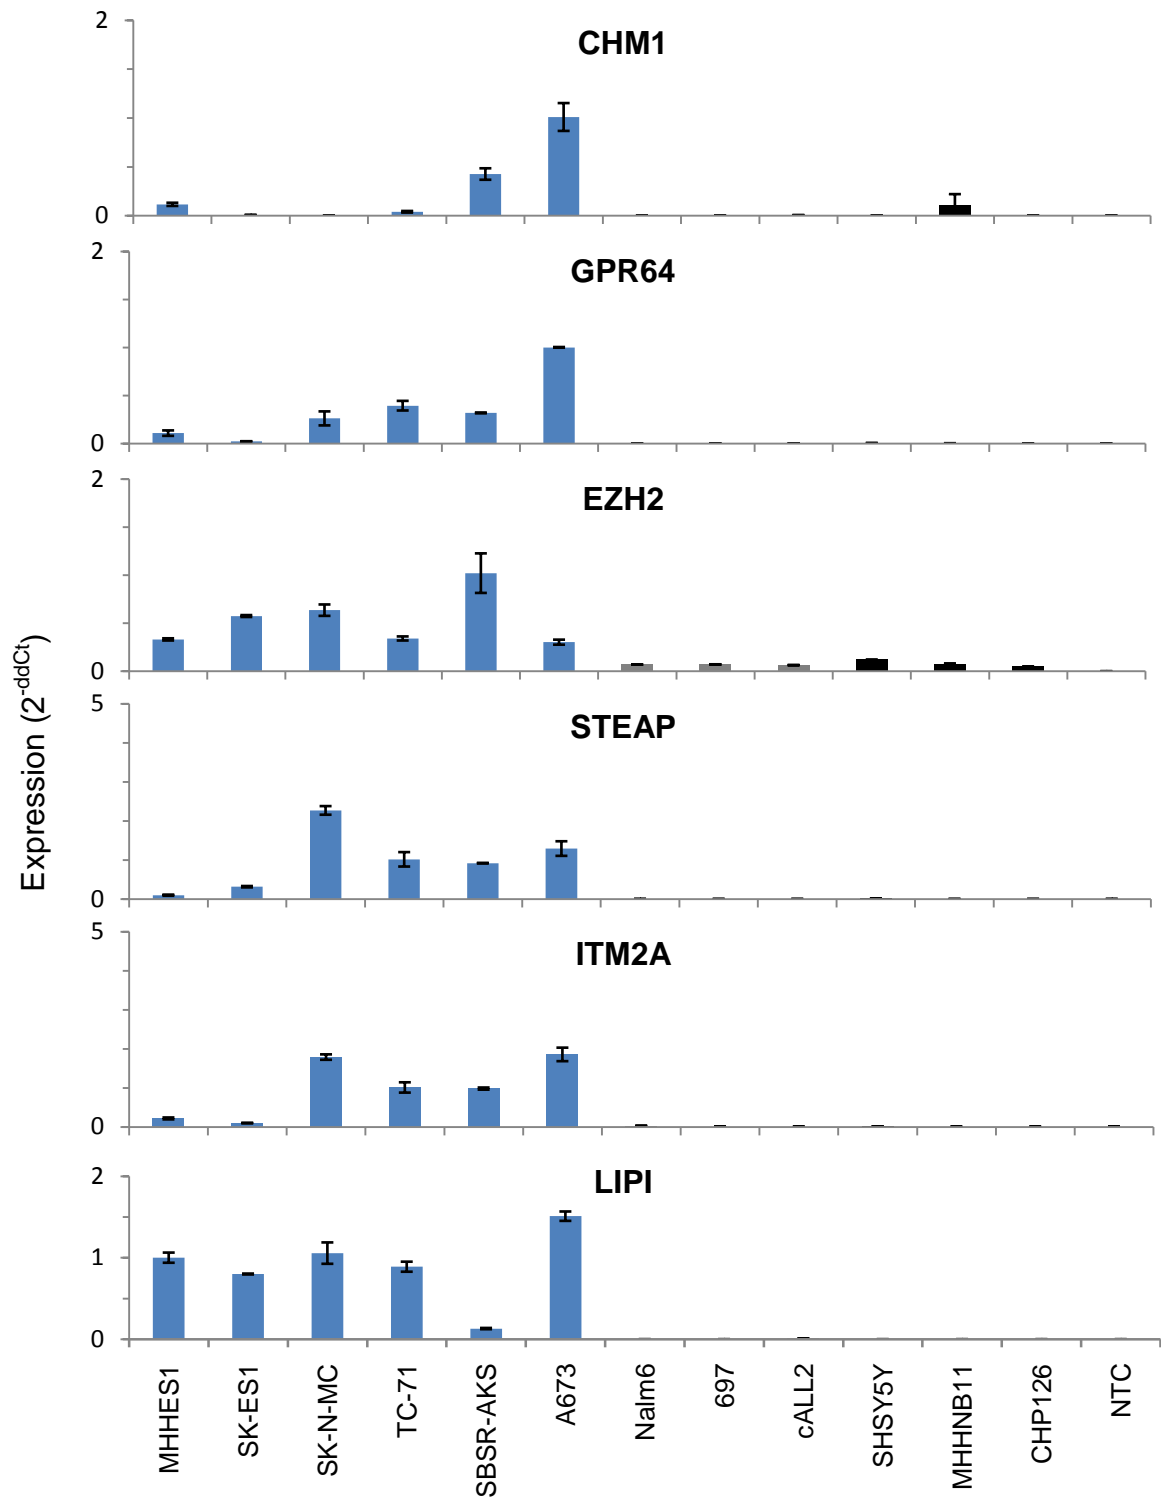 2
CHM1
0
2
GPR64
0
2
EZH2
0
Expression (2^-ddCt)
5
STEAP
0
5
ITM2A
0
2
LIPI
1
0
MHHES1
SK-ES1
SK-N-MC
TC-71
SBSR-AKS
A673
Nalm6
697
cALL2
SHSY5Y
MHHNB11
CHP126
NTC